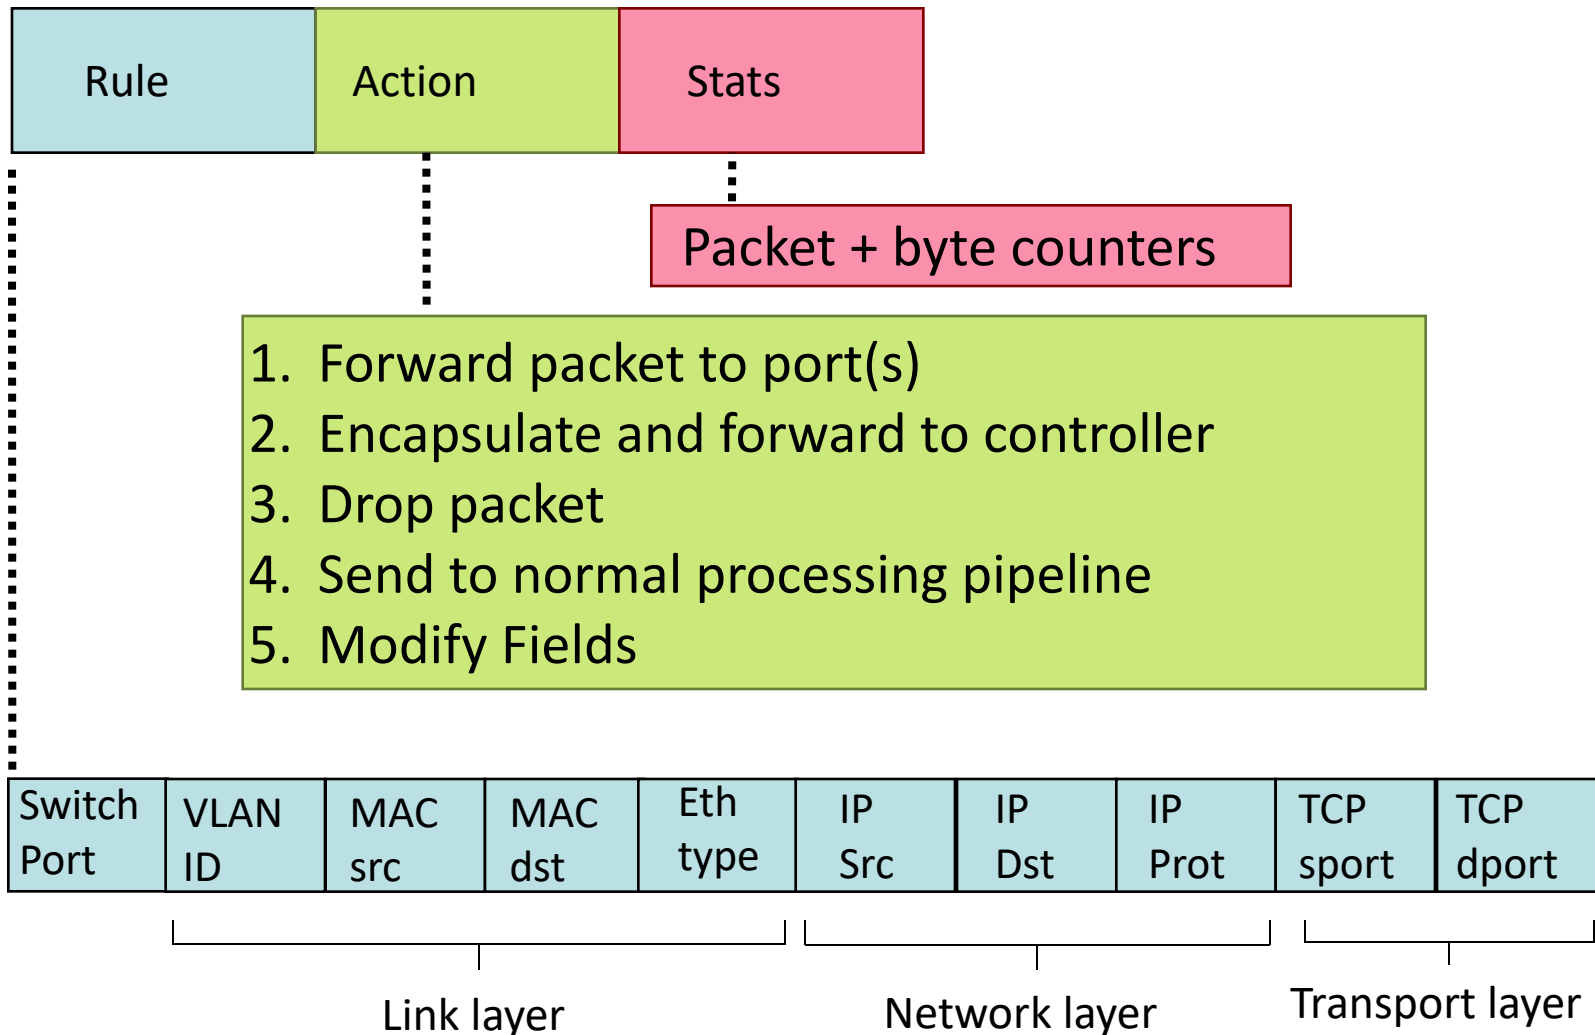 Rule
Action
Stats
Packet + byte counters
1. Forward packet to port(s)
2. Encapsulate and forward to controller
3. Drop packet
4. Send to normal processing pipeline
5. Modify Fields
Switch
Port
VLAN
ID
MAC
src
MAC
dst
Eth
type
IP
Src
IP
Dst
IP
Prot
TCP
sport
TCP
dport
Link layer
Network layer
Transport layer